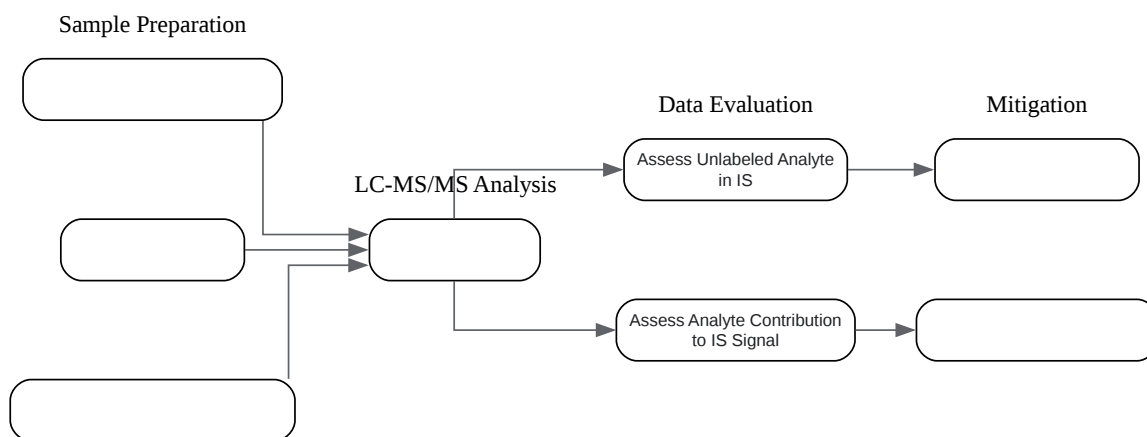 Sample Preparation
Data Evaluation
Mitigation
Assess Unlabeled Analyte
in IS
LC-MS/MS Analysis
Assess Analyte Contribution
to IS Signal